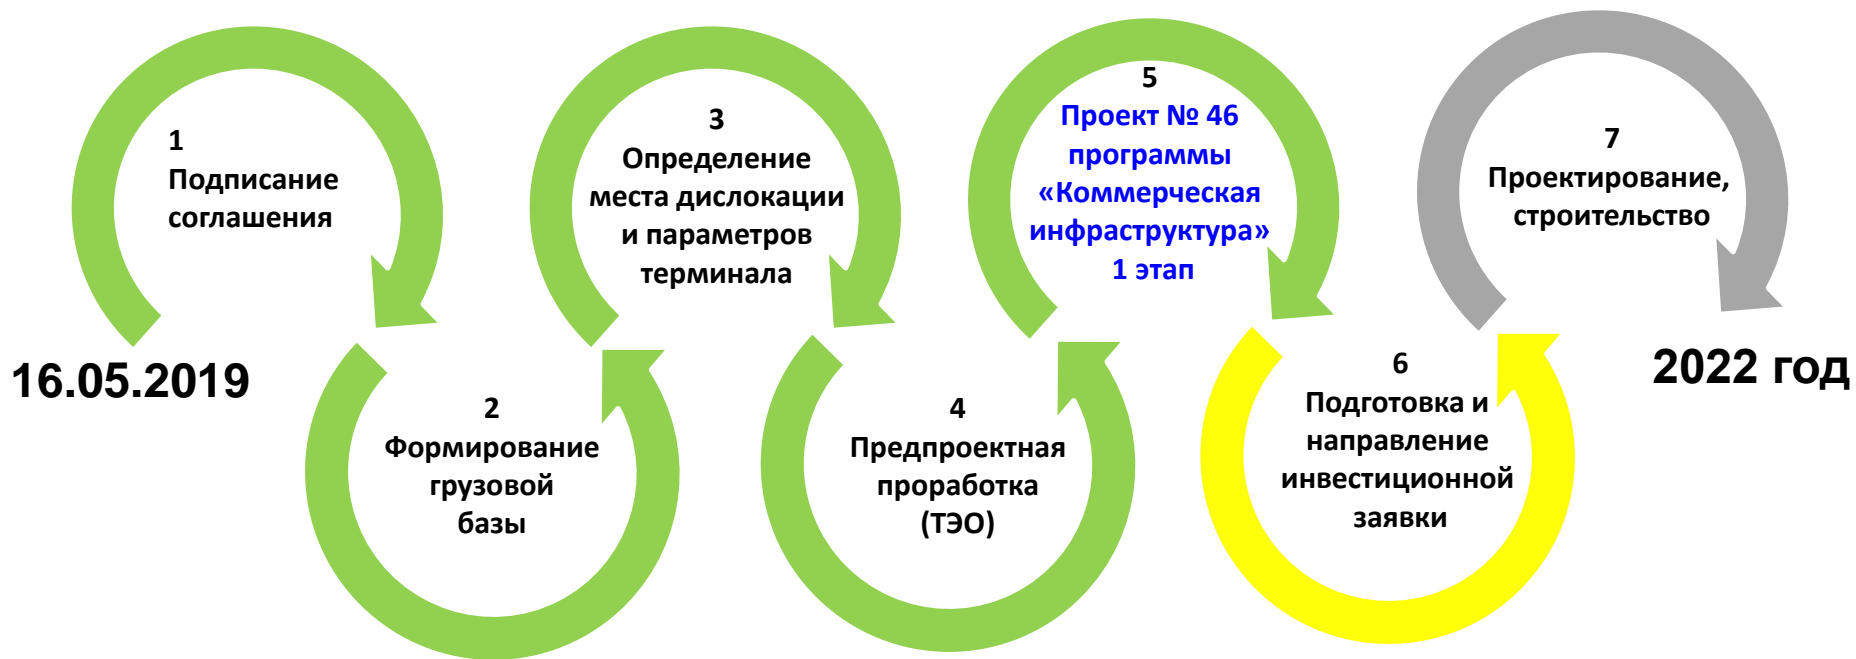 16.05.2019
1
Подписание
соглашения
2
Формирование
грузовой
базы
3
Определение
места дислокации
и параметров
терминала
4
Предпроектная
проработка
(ТЭО)
5
Проект № 46
программы
«Коммерческая
инфраструктура»
1 этап
6
Подготовка и
направление
инвестиционной
заявки
7
Проектирование,
строительство
2022 год